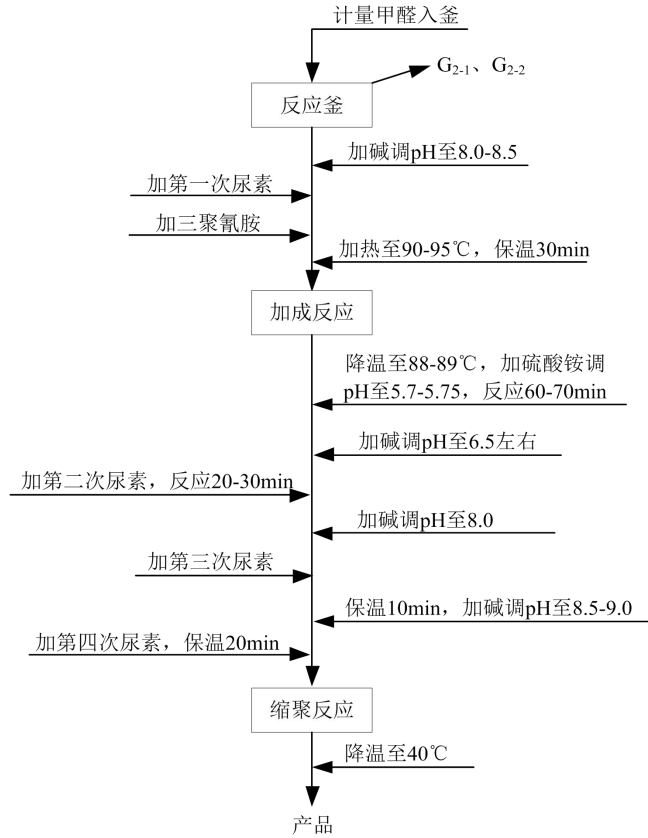 计量甲醛入釜
G2-1、G2-2
反应釜
加碱调pH至8.0-8.5
加第一次尿素
加三聚氰胺
加热至90-95℃，保温30min
加成反应
降温至88-89℃，加硫酸铵调
pH至5.7-5.75，反应60-70min
加碱调pH至6.5左右
加第二次尿素，反应20-30min
加碱调pH至8.0
加第三次尿素
保温10min，加碱调pH至8.5-9.0
加第四次尿素，保温20min
缩聚反应
降温至40℃
产品